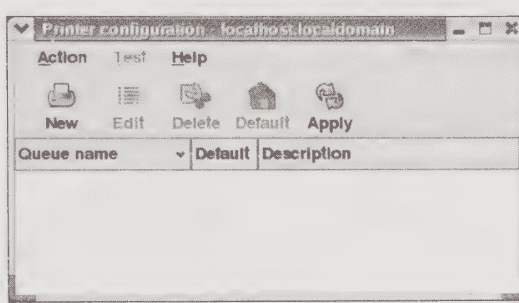 Printer configuration - localhost.localdomain
Action Test Help
New Edit Delete Default Apply
Queue name Default Description